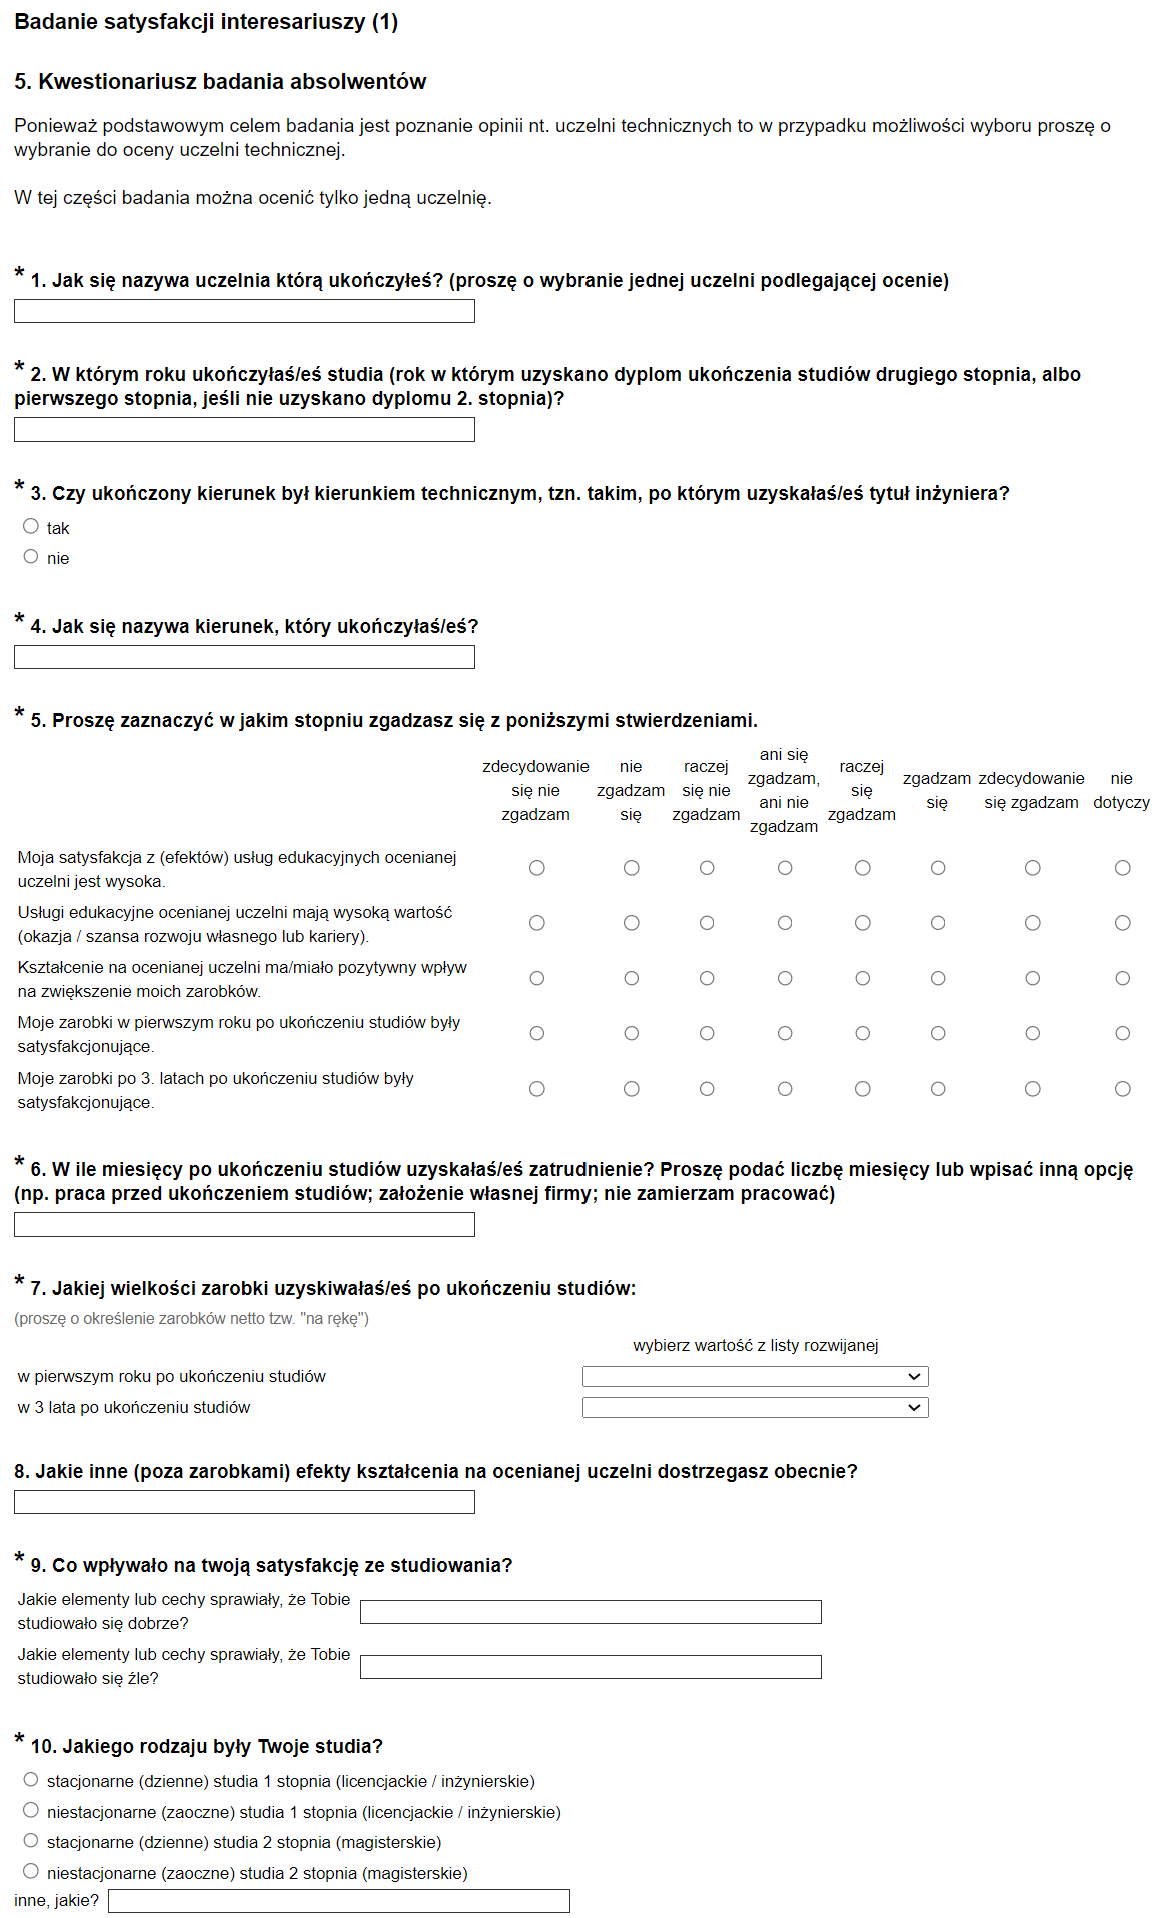 Badanie satysfakcji interesariuszy (1)
5. Kwestionariusz badania absolwentów
Ponieważ podstawowym celem badania jest poznanie opinii nt. uczelni technicznych to w przypadku możliwości wyboru proszę o
wybranie do oceny uczelni technicznej.
W tej części badania można ocenić tylko jedną uczelnię.
* 1. Jak się nazywa uczelnia którą ukończyłeś? (proszę o wybranie jednej uczelni podlegającej ocenie)
* 2. W którym roku ukończyłaś/eś studia (rok w którym uzyskano dyplom ukończenia studiów drugiego stopnia, albo
pierwszego stopnia, jeśli nie uzyskano dyplomu 2. stopnia)?
* 3. Czy ukończony kierunek był kierunkiem technicznym, tzn. takim, po którym uzyskałaś/eś tytuł inżyniera?
tak
nie
* 4. Jak się nazywa kierunek, który ukończyłaś/eś?
* 5. Proszę zaznaczyć w jakim stopniu zgadzasz się z poniższymi stwierdzeniami.
zdecydowanie
się nie
zgadzam
nie
zgadzam
się
raczej
się nie
zgadzam
ani się
zgadzam,
ani nie
zgadzam
raczej
się
zgadzam
zgadzam
się
zdecydowanie
się zgadzam
nie
dotyczy
Moja satysfakcja z (efektów) usług edukacyjnych ocenianej
uczelni jest wysoka.
Usługi edukacyjne ocenianej uczelni mają wysoką wartość
(okazja / szansa rozwoju własnego lub kariery).
Kształcenie na ocenianej uczelni ma/miało pozytywny wpływ
na zwiększenie moich zarobków.
Moje zarobki w pierwszym roku po ukończeniu studiów były
satysfakcjonujące.
Moje zarobki po 3. latach po ukończeniu studiów były
satysfakcjonujące.
* 6. W ile miesięcy po ukończeniu studiów uzyskałaś/eś zatrudnienie? Proszę podać liczbę miesięcy lub wpisać inną opcję
(np. praca przed ukończeniem studiów; założenie własnej firmy; nie zamierzam pracować)
* 7. Jakiej wielkości zarobki uzyskiwałaś/eś po ukończeniu studiów:
(proszę o określenie zarobków netto tzw. "na rękę")
wybierz wartość z listy rozwijanej
w pierwszym roku po ukończeniu studiów
w 3 lata po ukończeniu studiów
8. Jakie inne (poza zarobkami) efekty kształcenia na ocenianej uczelni dostrzegasz obecnie?
* 9. Co wpływało na twoją satysfakcję ze studiowania?
Jakie elementy lub cechy sprawiały, że Tobie
studiowało się dobrze?
Jakie elementy lub cechy sprawiały, że Tobie
studiowało się źle?
* 10. Jakiego rodzaju były Twoje studia?
stacjonarne (dzienne) studia 1 stopnia (licencjackie / inżynierskie)
niestacjonarne (zaoczne) studia 1 stopnia (licencjackie / inżynierskie)
stacjonarne (dzienne) studia 2 stopnia (magisterskie)
niestacjonarne (zaoczne) studia 2 stopnia (magisterskie)
inne, jakie?